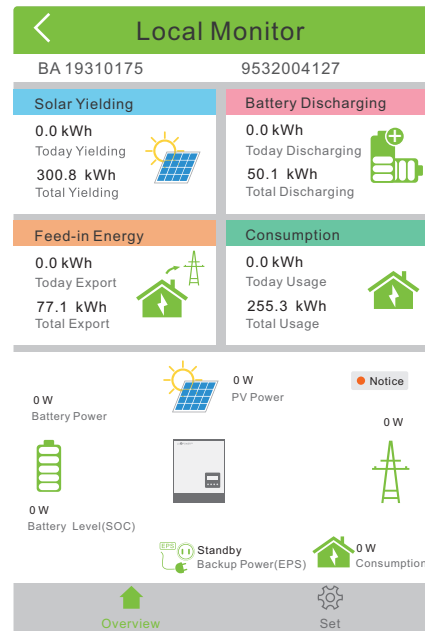 Local Monitor
BA 19310175
9532004127
Solar Yielding
0.0 kWh
Today Yielding
300.8 kWh
Total Yielding
Battery Discharging
0.0 kWh
Today Discharging
50.1 kWh
Total Discharging
Feed-in Energy
0.0 kWh
Today Export
77.1 kWh
Total Export
Consumption
0.0 kWh
Today Usage
255.3 kWh
Total Usage
0 W
PV Power
Notice
0 W
Battery Power
0 W
0 W
Battery Level(SOC)
EPS
Standby
Backup Power(EPS)
0 W
Consumption
Overview
Set